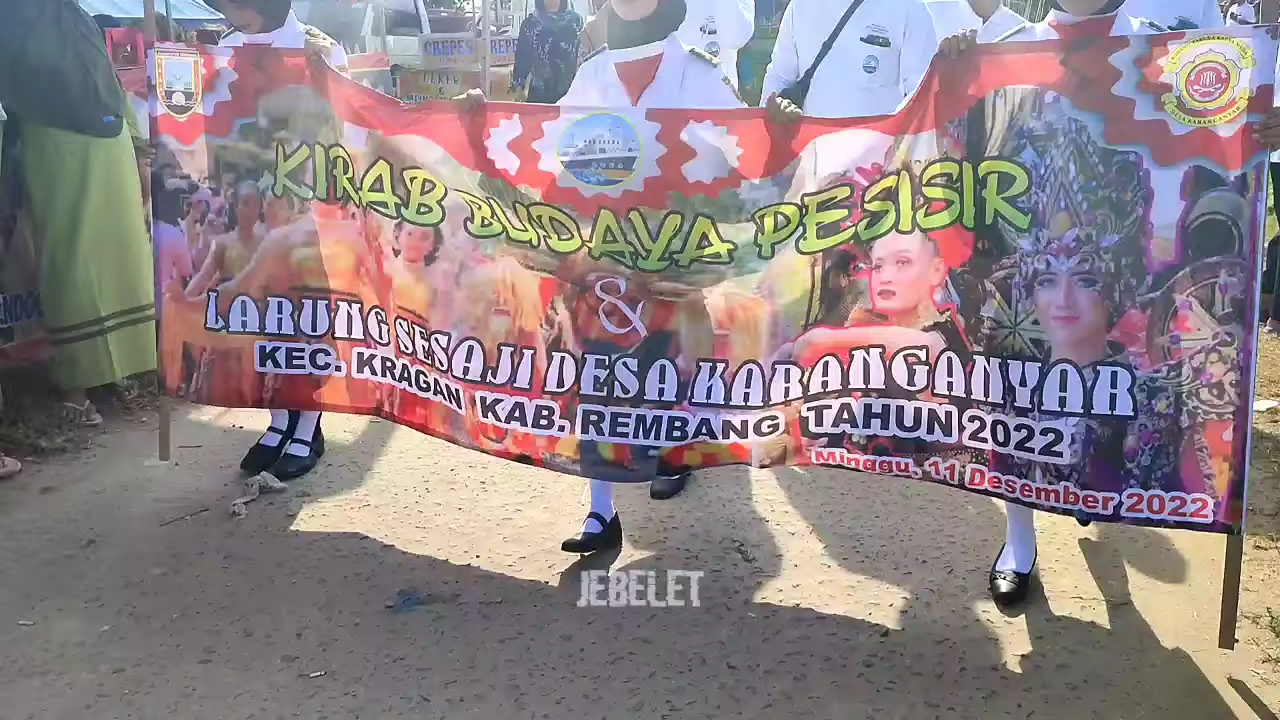 CREPES
KIRAB BUDAYA PESISIR
&
LARUNG SESAJI DESA KARANGANYAR
KEC. KRAGAN KAB. REMBANG TAHUN 2022
Minggu, 11 Desember 2022
JEBELET